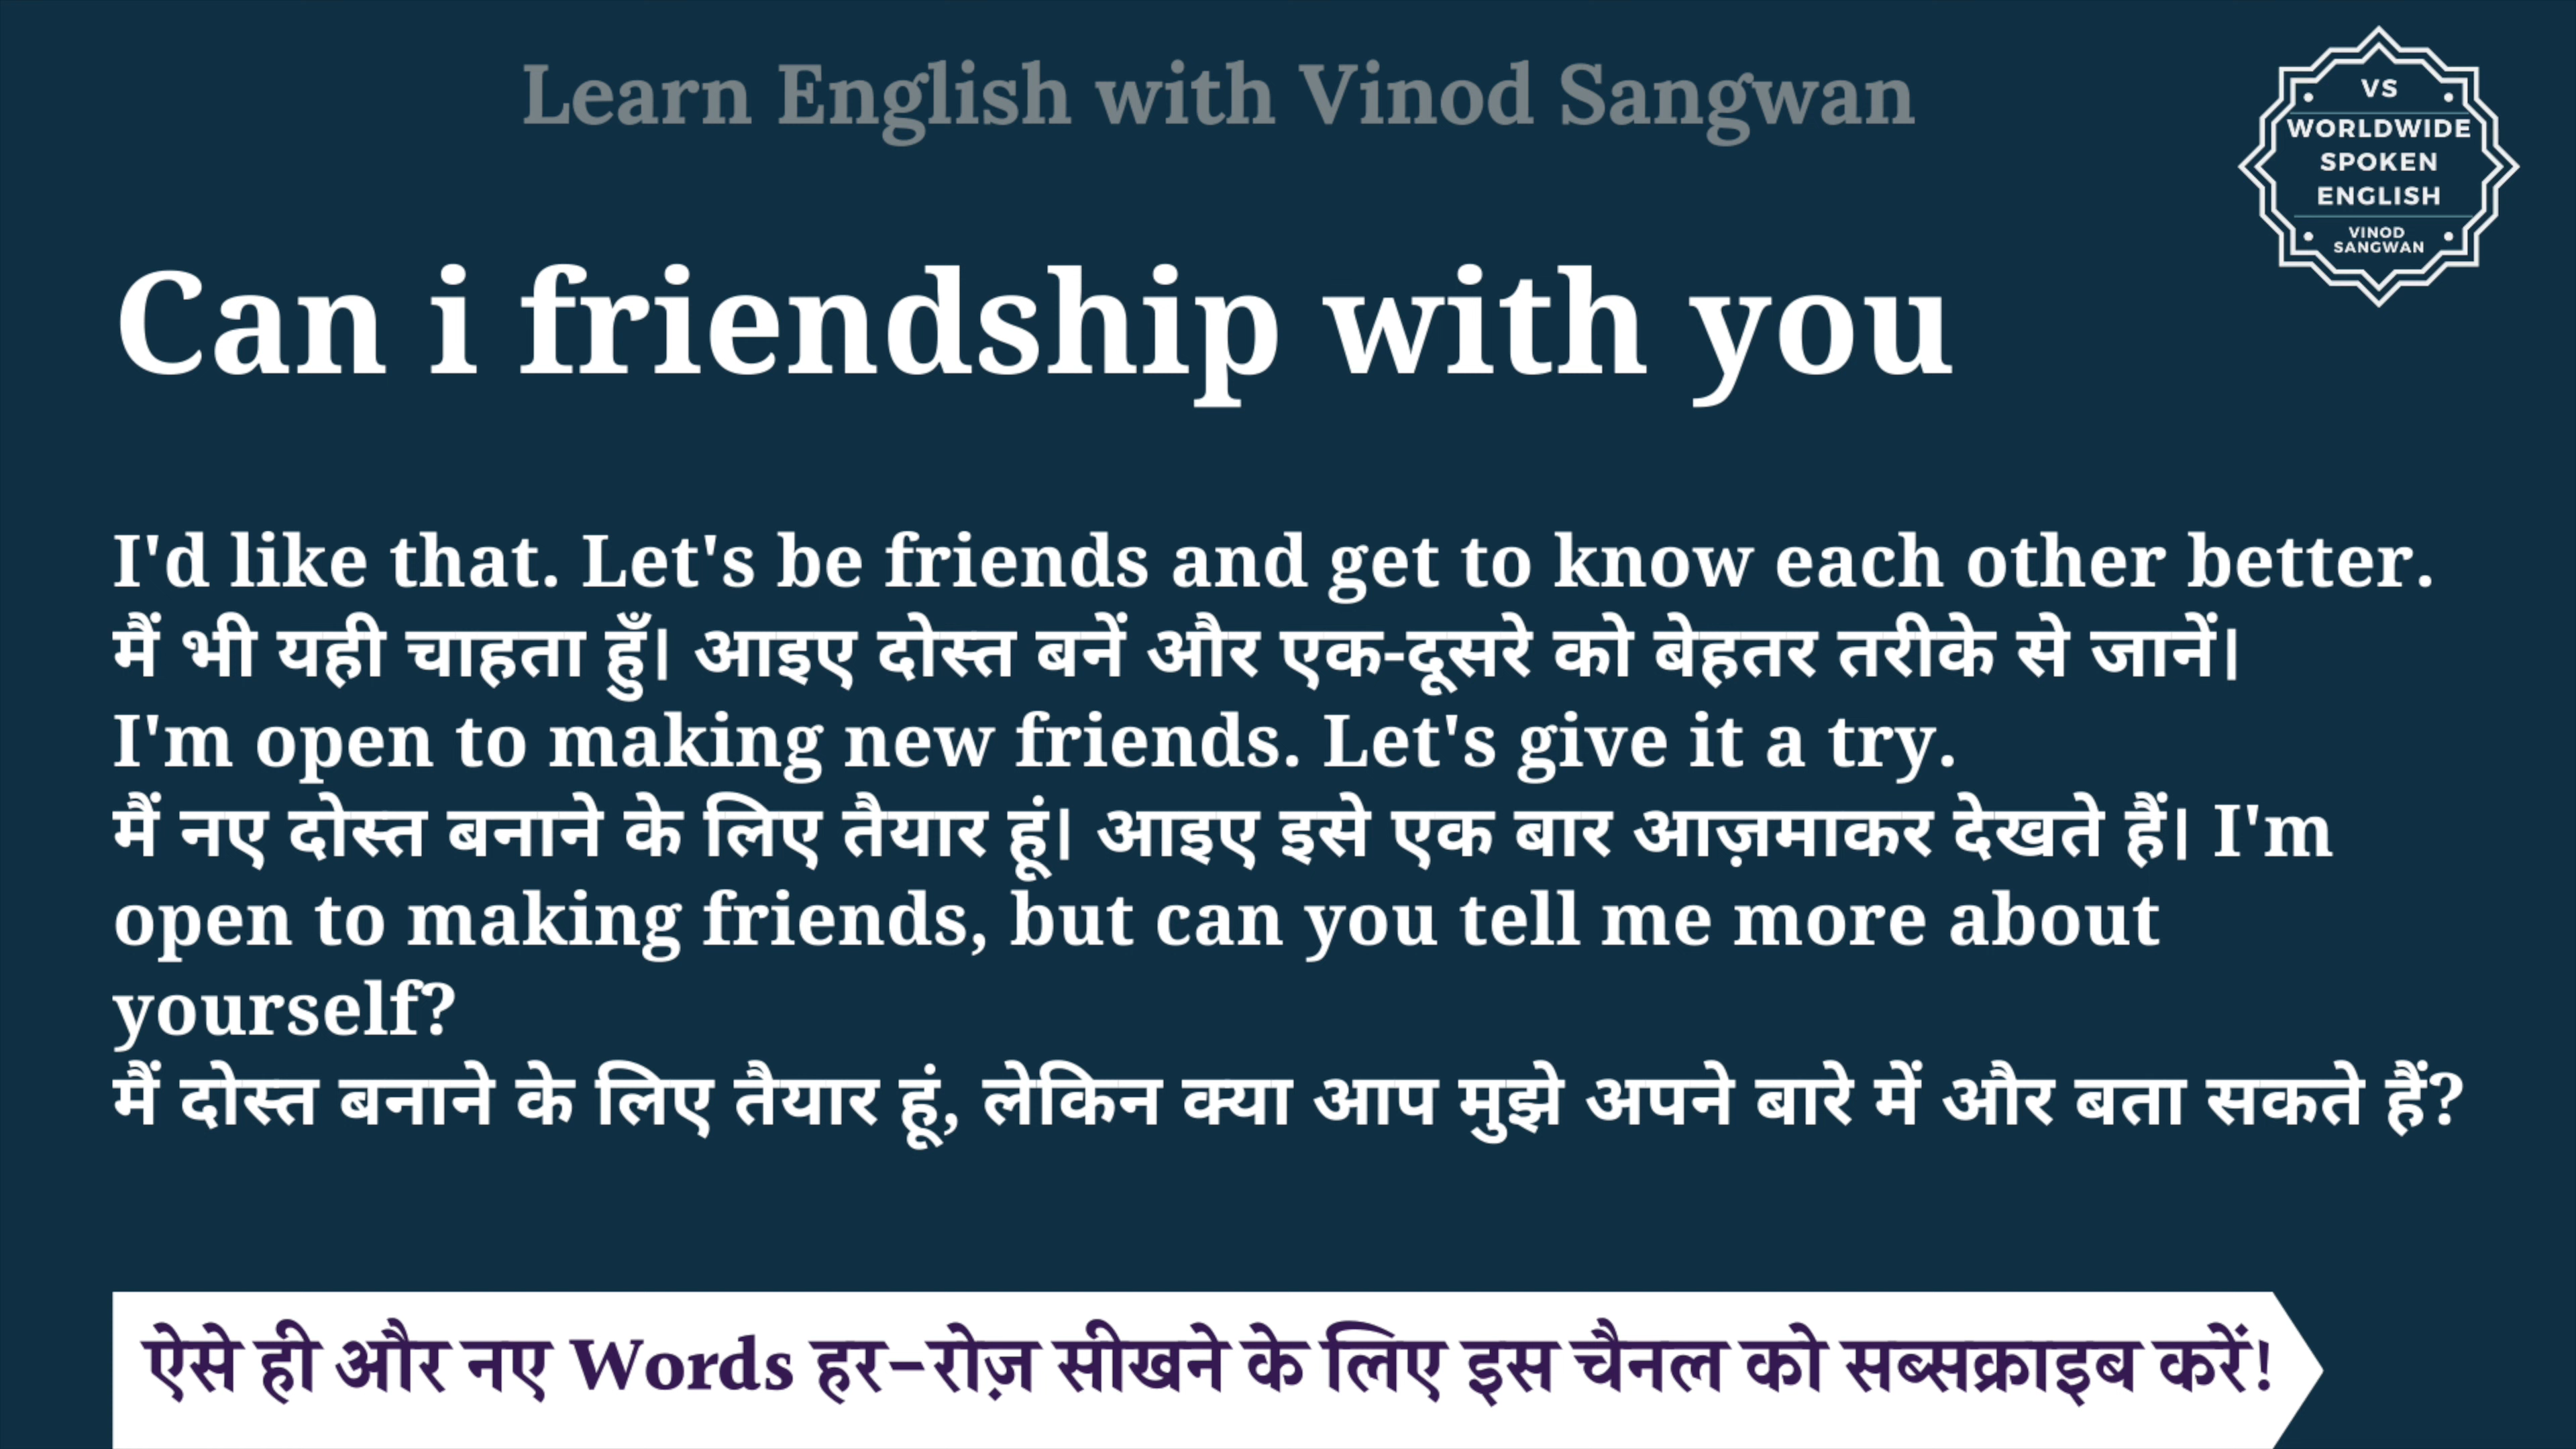 Learn English with Vinod Sangwan
VS
WORLDWIDE
SPOKEN
ENGLISH
VINOD
SANGWAN
Can i friendship with you
I'd like that. Let's be friends and get to know each other better.
मैं भी यही चाहता हुँ। आइए दोस्त बनें और एक-दूसरे को बेहतर तरीके से जानें।
I'm open to making new friends. Let's give it a try.
मैं नए दोस्त बनाने के लिए तैयार हूं। आइए इसे एक बार आज़माकर देखते हैं। I'm
open to making friends, but can you tell me more about
yourself?
मैं दोस्त बनाने के लिए तैयार हूं, लेकिन क्या आप मुझे अपने बारे में और बता सकते हैं?
ऐसे ही और नए Words हर-रोज़ सीखने के लिए इस चैनल को सब्सक्राइब करें!